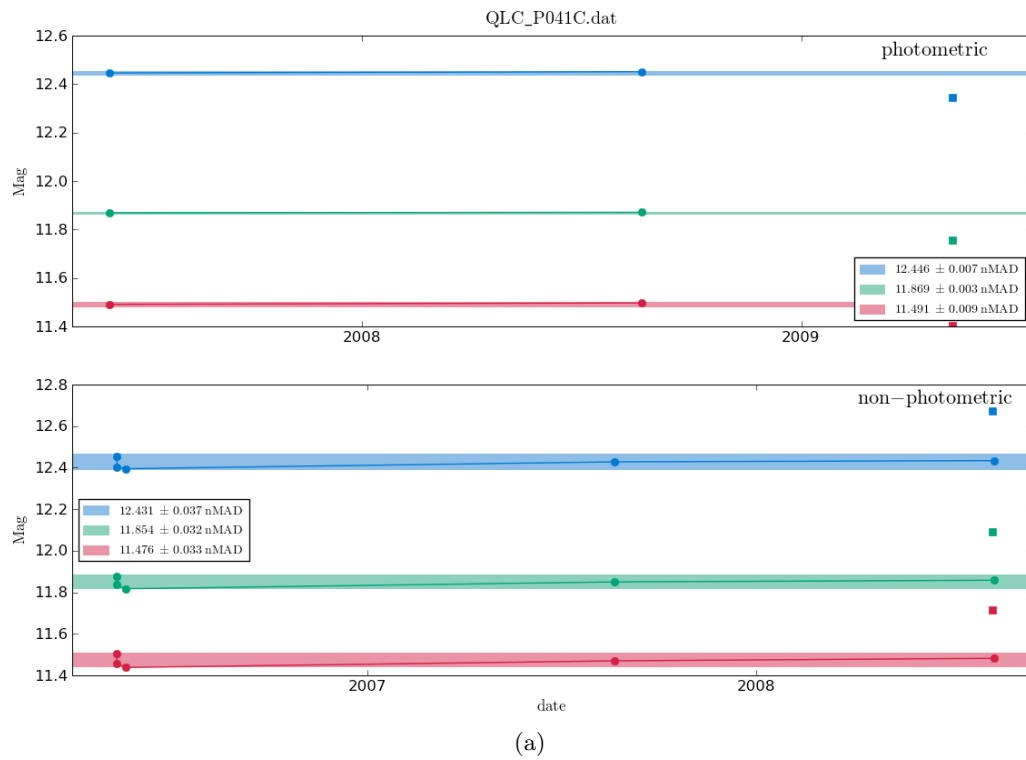 QLC_P041C.dat
12.6
photometric
12.4
12.2
12.0
Mag
11.8
11.6
11.4
12.446 ± 0.007 nMAD
11.869 ± 0.003 nMAD
11.491 ± 0.009 nMAD
2008
2009
12.8
non−photometric
12.6
12.4
12.2
Mag
12.0
11.8
11.6
11.4
12.431 ± 0.037 nMAD
11.854 ± 0.032 nMAD
11.476 ± 0.033 nMAD
2007
2008
date
(a)